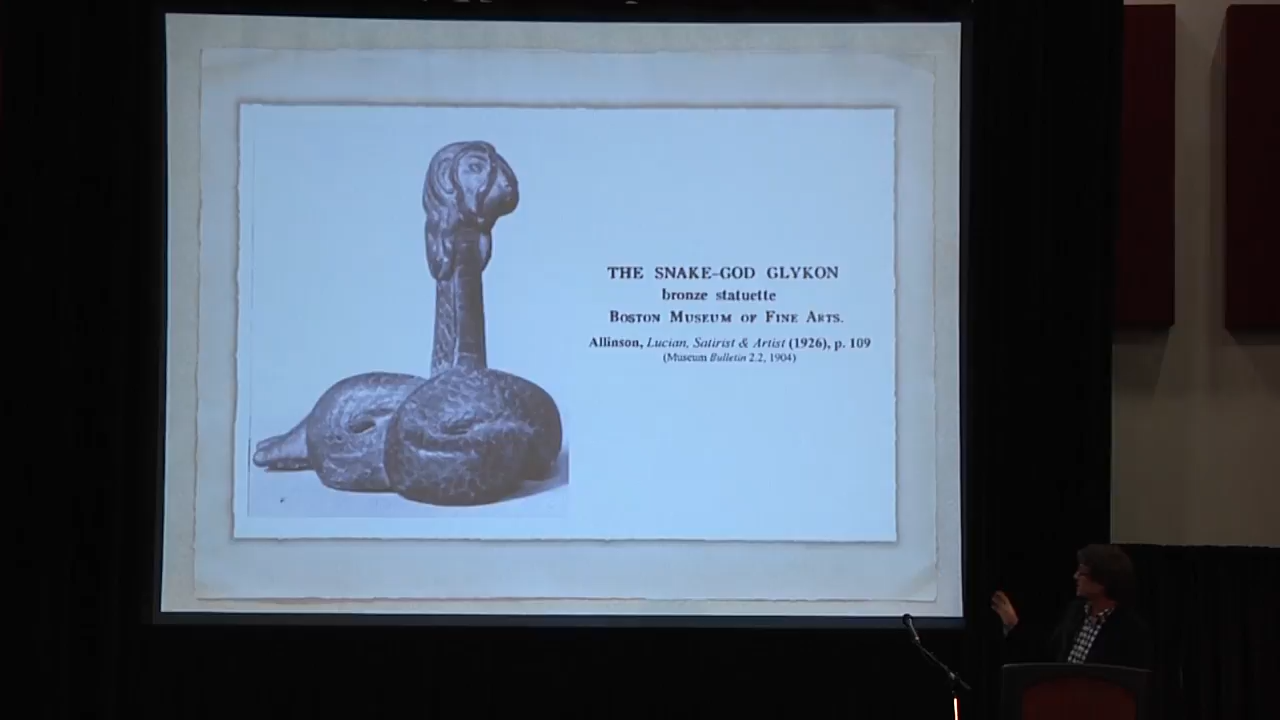 THE SNAKE-GOD GLYKON
bronze statuette
BOSTON MUSEUM OF FINE ARTS.
Allinson, Lucian, Satirist & Artist (1926), p. 109
(Museum Bulletin 2.2, 1904)